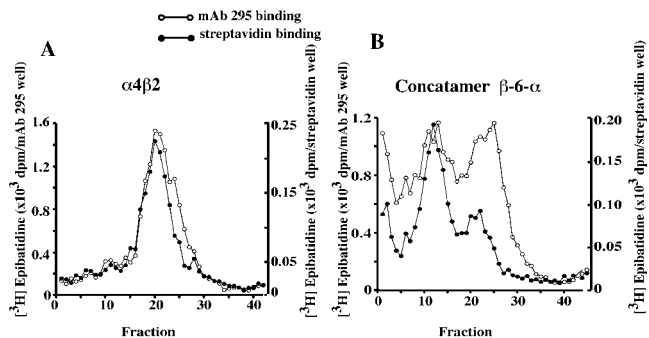 mAb 295 binding
streptavidin binding
A
B
α4β2
Concatamer β-6-α
[³H] Epibatidine (x10³ dpm/mAb 295 well)
1.6
1.2
0.8
0.4
0
0.25
0.15
0.05
0
[³H] Epibatidine (x10³ dpm/streptavidin well)
0 10 20 30 40
Fraction
[³H] Epibatidine (x10³ dpm/mAb 295 well)
1.2
0.8
0.4
0
0.20
0.15
0.10
0.05
0
[³H] Epibatidine (x10³ dpm/streptavidin well)
0 10 20 30 40
Fraction